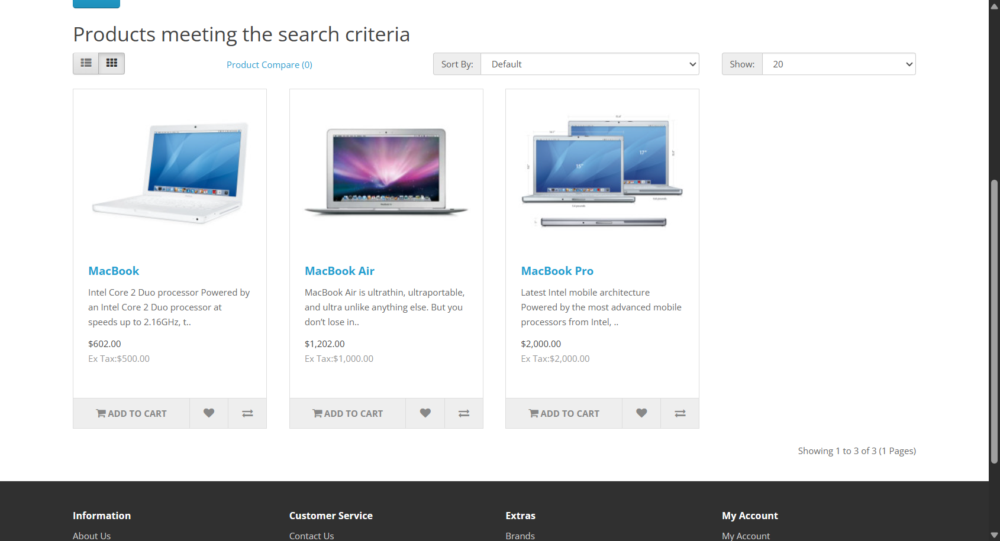 Products meeting the search criteria
Product Compare (0)
Sort By: Default
Show: 20
15"
17"
MacBook
Intel Core 2 Duo processor Powered by
an Intel Core 2 Duo processor at
speeds up to 2.16GHz, t..
$602.00
Ex Tax:$500.00
ADD TO CART
MacBook Air
MacBook Air is ultrathin, ultraportable,
and ultra unlike anything else. But you
don’t lose in..
$1,202.00
Ex Tax:$1,000.00
ADD TO CART
MacBook Pro
Latest Intel mobile architecture
Powered by the most advanced mobile
processors from Intel, ..
$2,000.00
Ex Tax:$2,000.00
ADD TO CART
Showing 1 to 3 of 3 (1 Pages)
Information
About Us
Customer Service
Contact Us
Extras
Brands
My Account
My Account